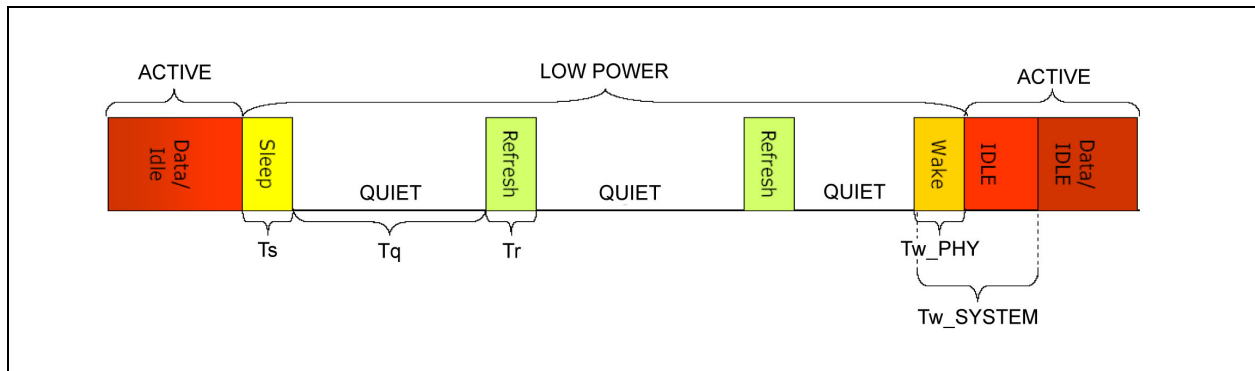 ACTIVE
LOW POWER
ACTIVE
Data/
Idle
Sleep
QUIET
Refresh
QUIET
Refresh
QUIET
Wake
IDLE
Data/
IDLE
Ts
Tq
Tr
Tw_PHY
Tw_SYSTEM